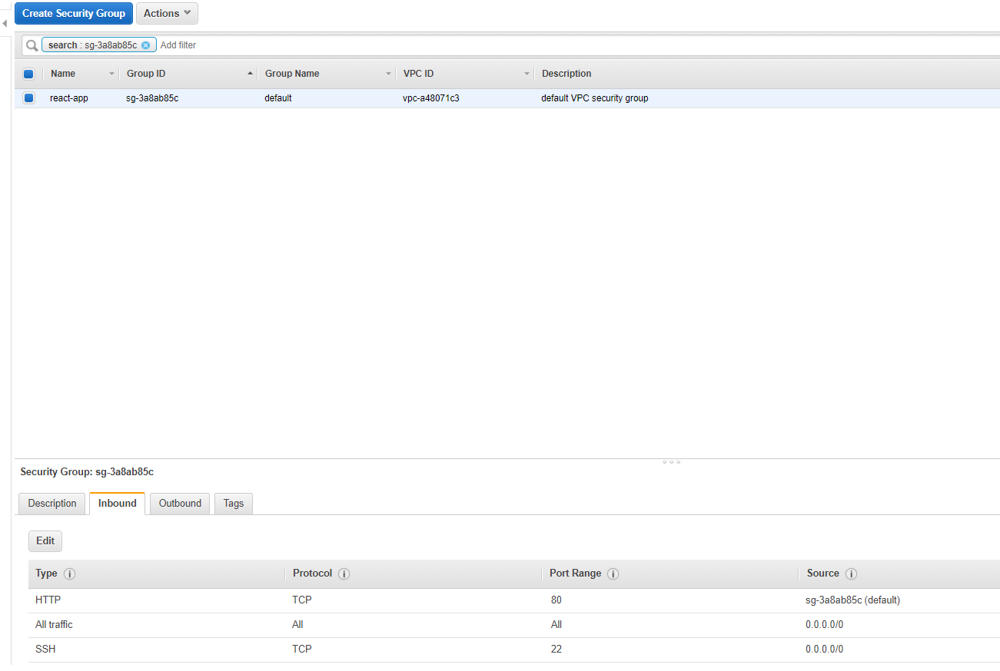 Create Security Group Actions
search : sg-3a8ab85c Add filter
Name Group ID Group Name VPC ID Description
react-app sg-3a8ab85c default vpc-a48071c3 default VPC security group
Security Group: sg-3a8ab85c
Description Inbound Outbound Tags
Edit
Type Protocol Port Range Source
HTTP TCP 80 sg-3a8ab85c (default)
All traffic All All 0.0.0.0/0
SSH TCP 22 0.0.0.0/0